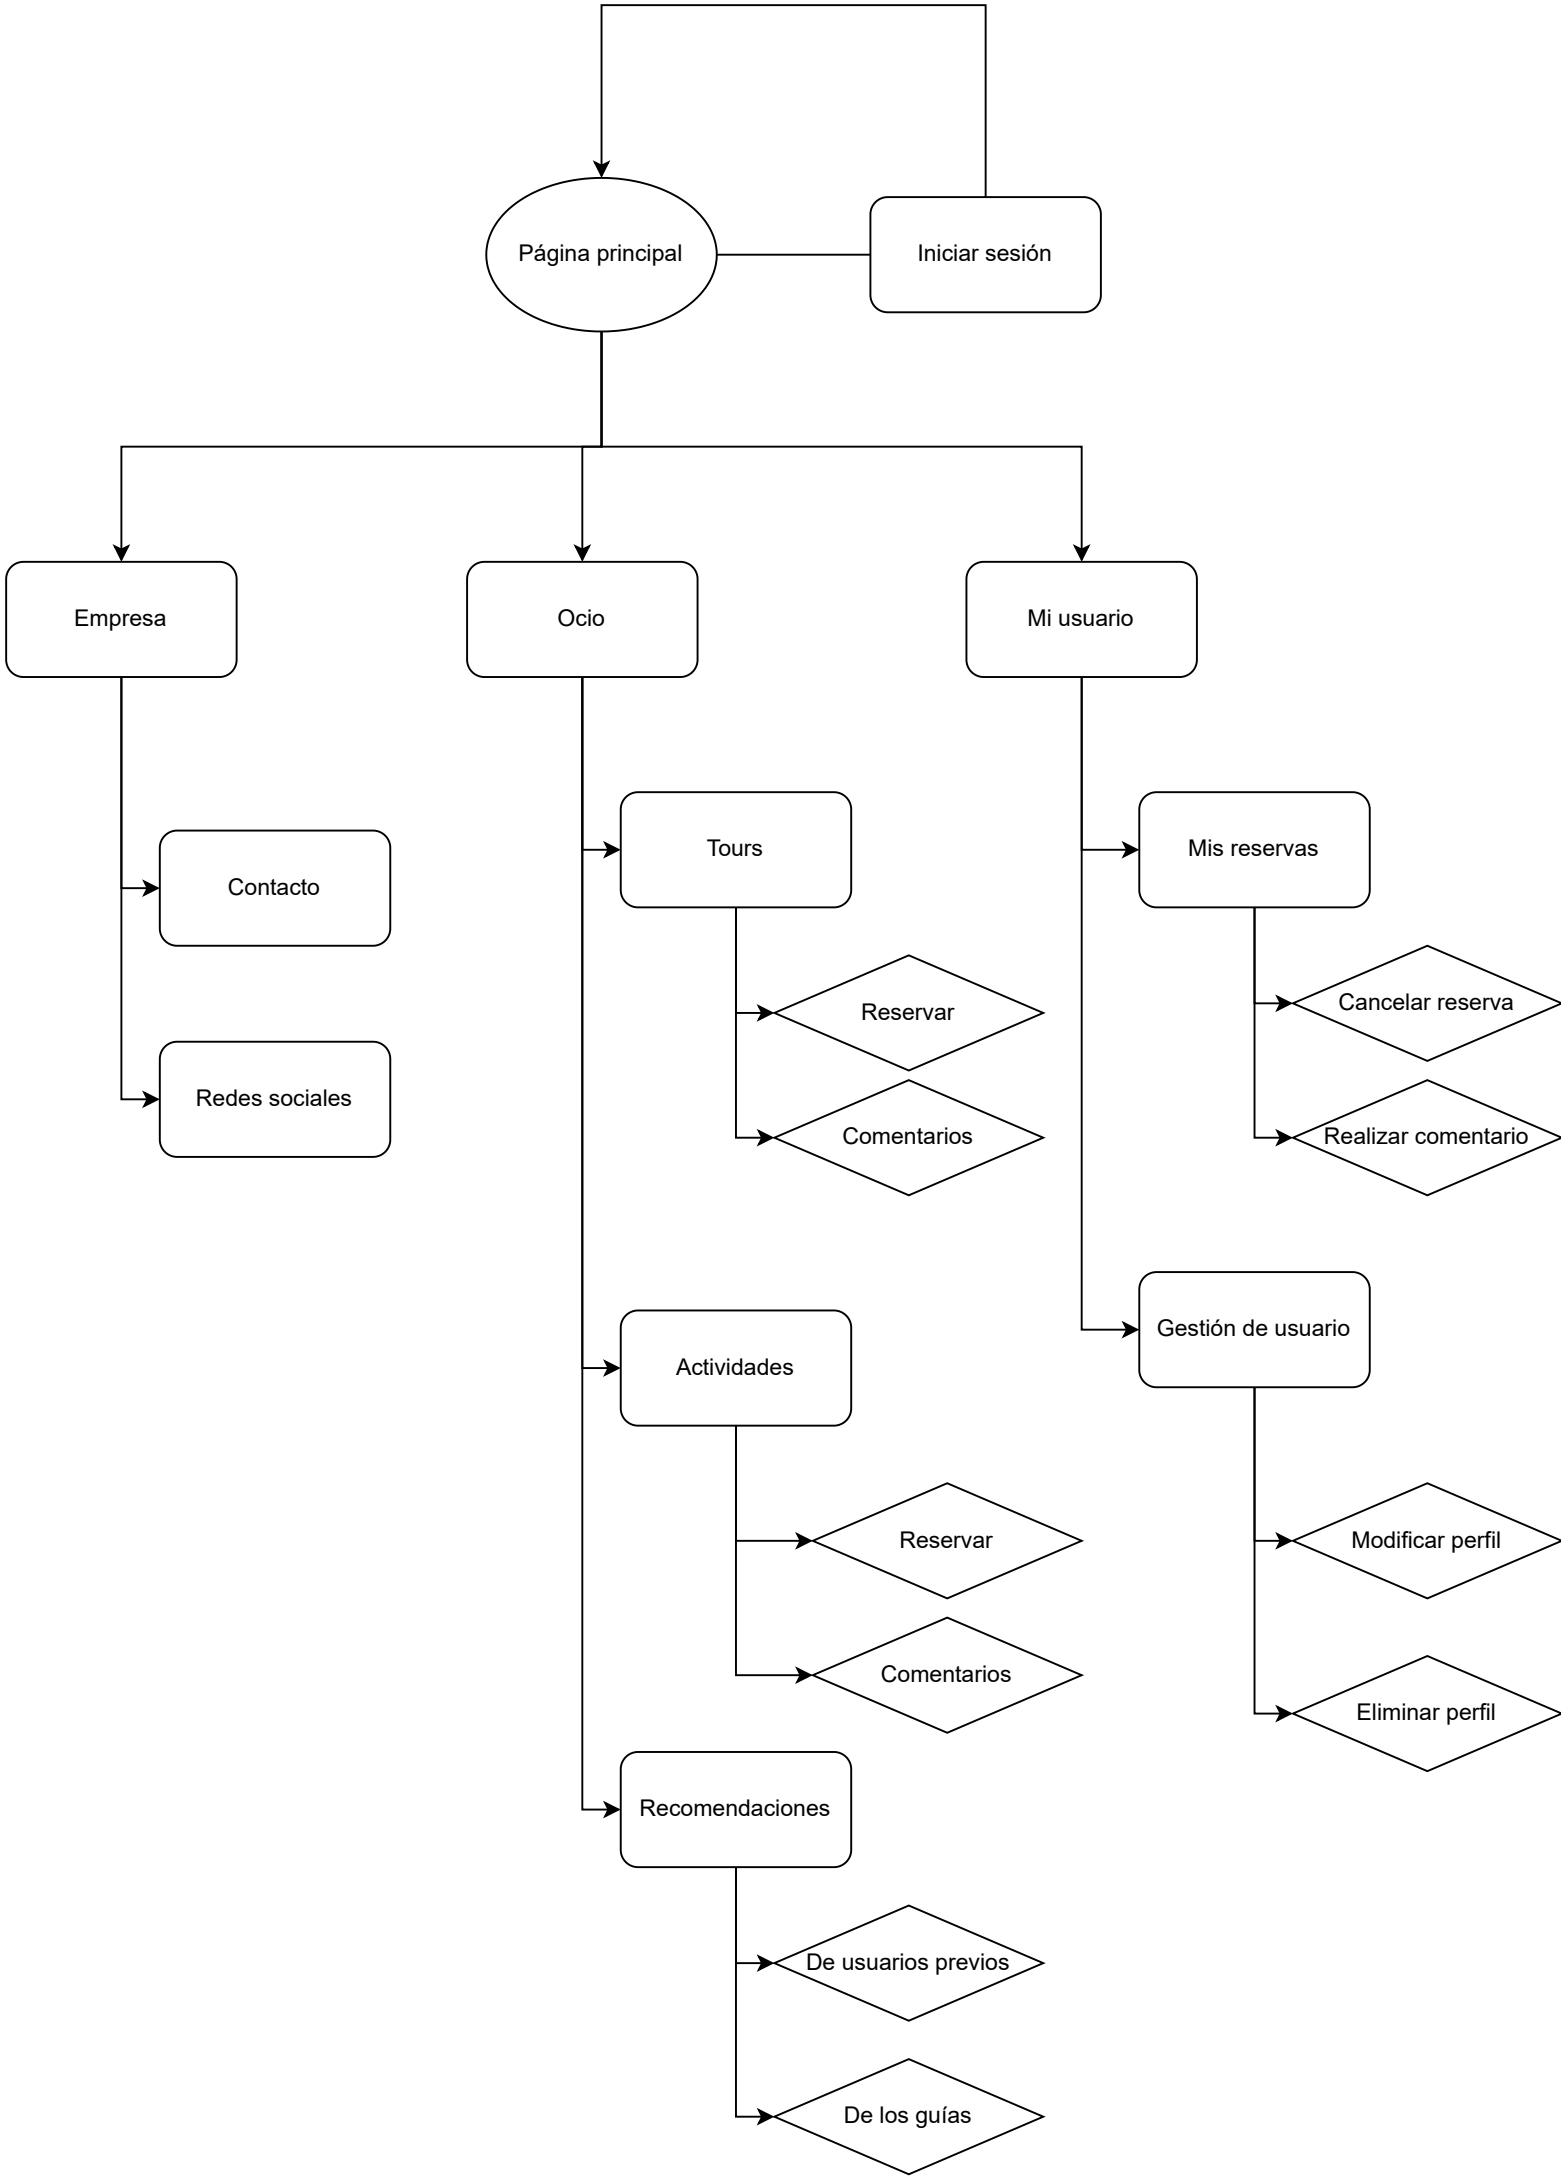 Página principal
Iniciar sesión
Empresa
Ocio
Mi usuario
Contacto
Redes sociales
Tours
Reservar
Comentarios
Actividades
Reservar
Comentarios
Recomendaciones
De usuarios previos
De los guías
Mis reservas
Cancelar reserva
Realizar comentario
Gestión de usuario
Modificar perfil
Eliminar perfil